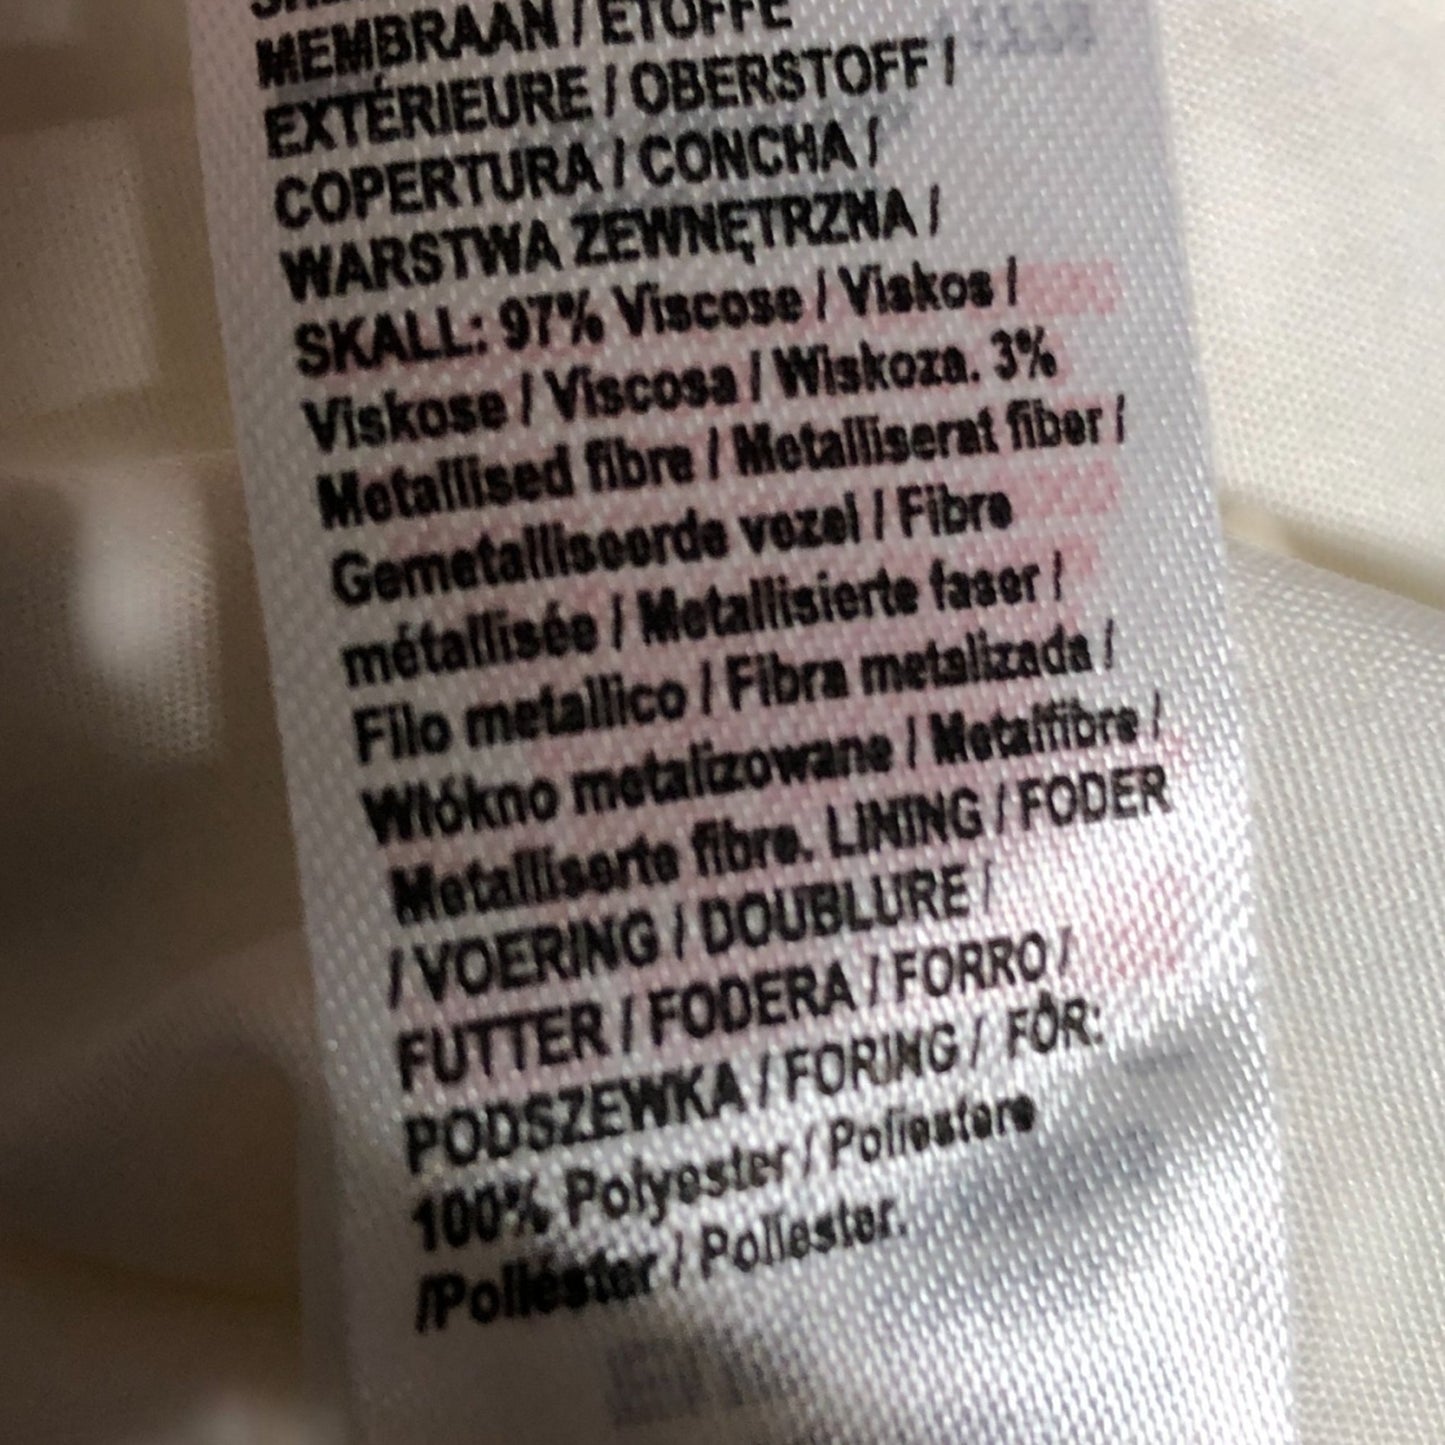 MEMBRAAN / ÉTOFFE
EXTÉRIEURE / OBERSTOFF /
COPERTURA / CONCHA /
WARSTWA ZEWNĘTRZNA /
SKALL: 97% Viscose / Viskos /
Viskose / Viscosa / Wiskoza. 3%
Metallised fibre / Metalliserat fiber /
Gemetalliseerde vezel / Fibre
métallisée / Metallisierte faser /
Filo metallico / Fibra metalizada /
Włókno metalizowane / Metalfibre /
Metalliserte fibre. LINING / FODER
/ VOERING / DOUBLURE /
FUTTER / FODERA / FORRO /
PODSZEWKA / FORING / FÔR:
100% Polyester / Poliestere
/Poliéster / Poliester.